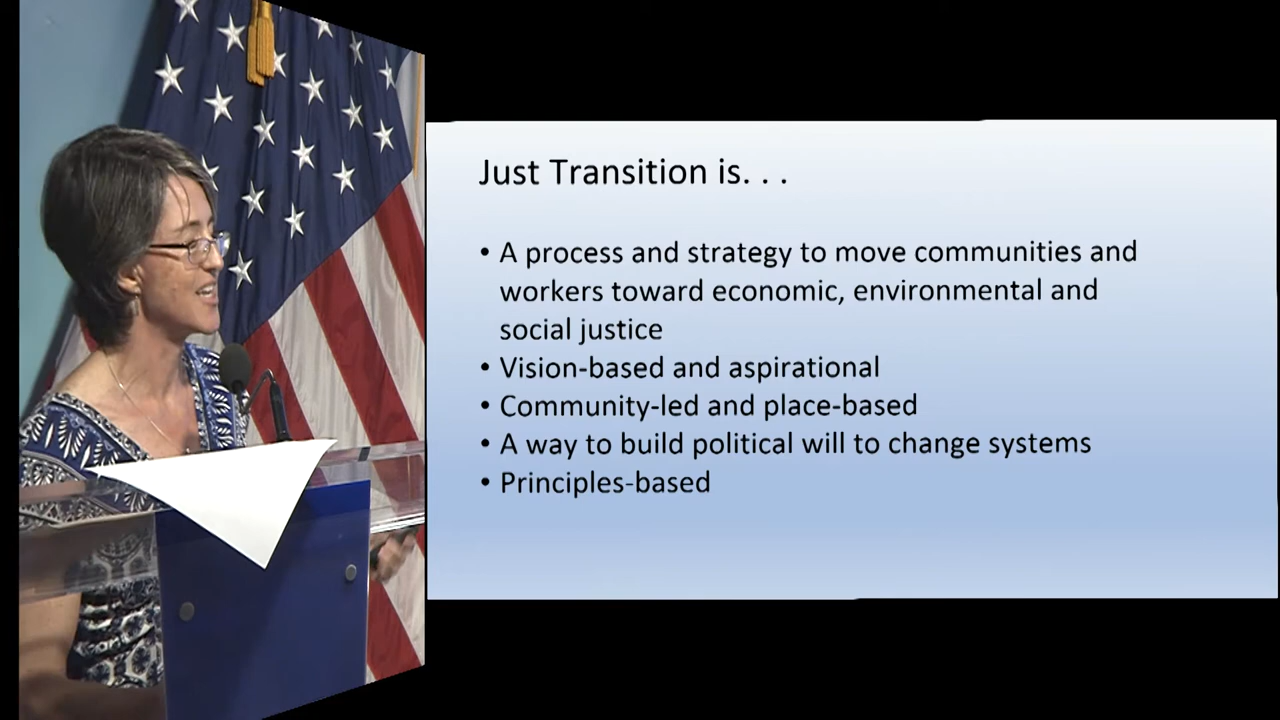 Just Transition is. . .
• A process and strategy to move communities and
workers toward economic, environmental and
social justice
• Vision-based and aspirational
• Community-led and place-based
• A way to build political will to change systems
• Principles-based